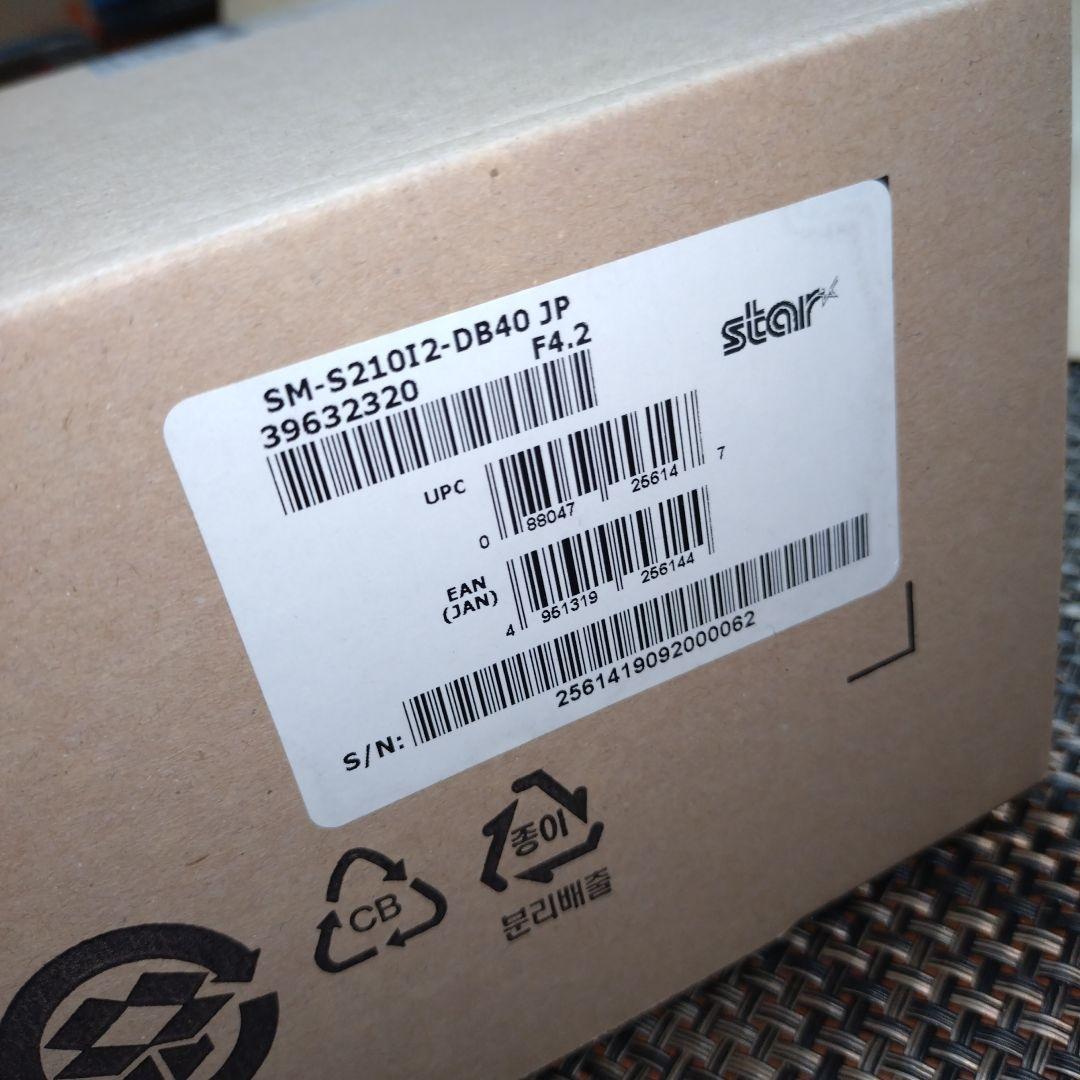 SM-S210I2-DB40 JP
F4.2
39632320
star
UPC
0 88047 25614 7
EAN
(JAN)
4 951319 256144
S/N:
2561419092000062
CB
종이
분리배출